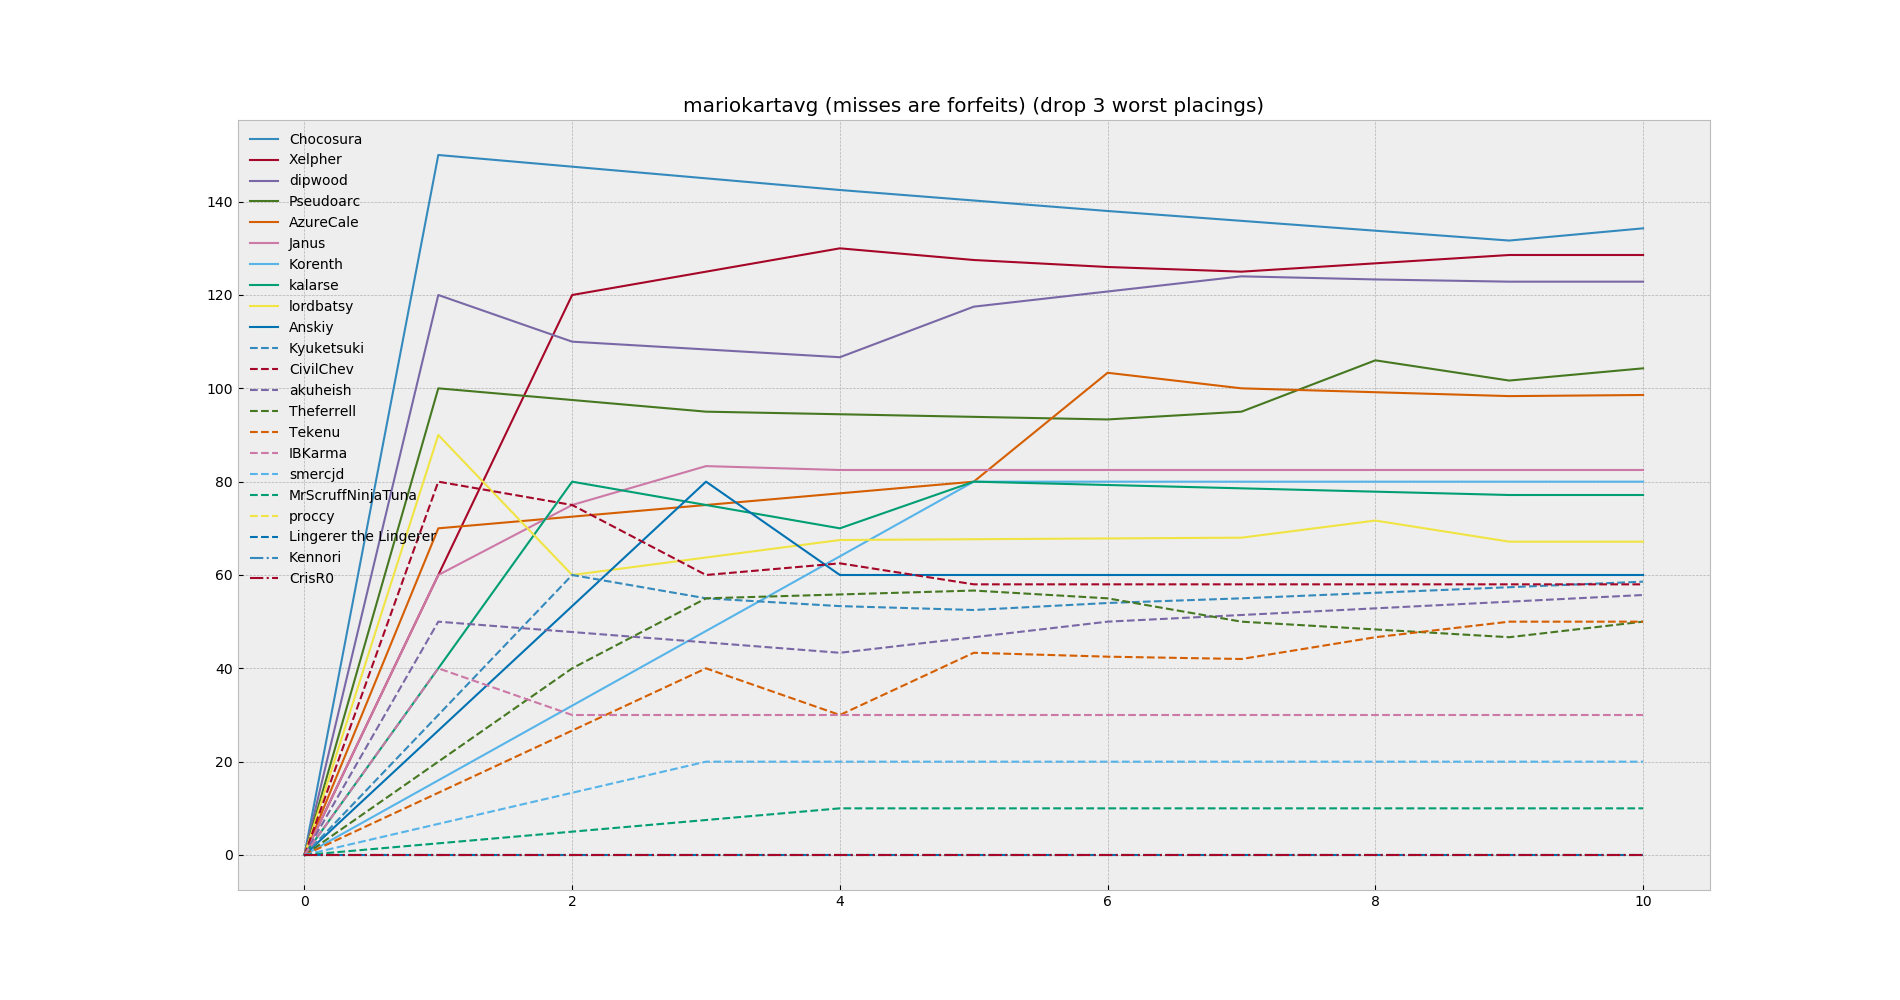 mariokartavg (misses are forfeits) (drop 3 worst placings)
Chocosura
Xelpher
dipwood
Pseudoarc
AzureCale
Janus
Korenth
kalarse
lordbatsy
Anskiy
Kyuketsuki
CivilChev
akuheish
Theferrell
Tekenu
IBKarma
smercjd
MrScruffNinjaTuna
proccy
Lingerer the Lingerer
Kennori
CrisR0
140
120
100
80
60
40
20
0
0 2 4 6 8 10